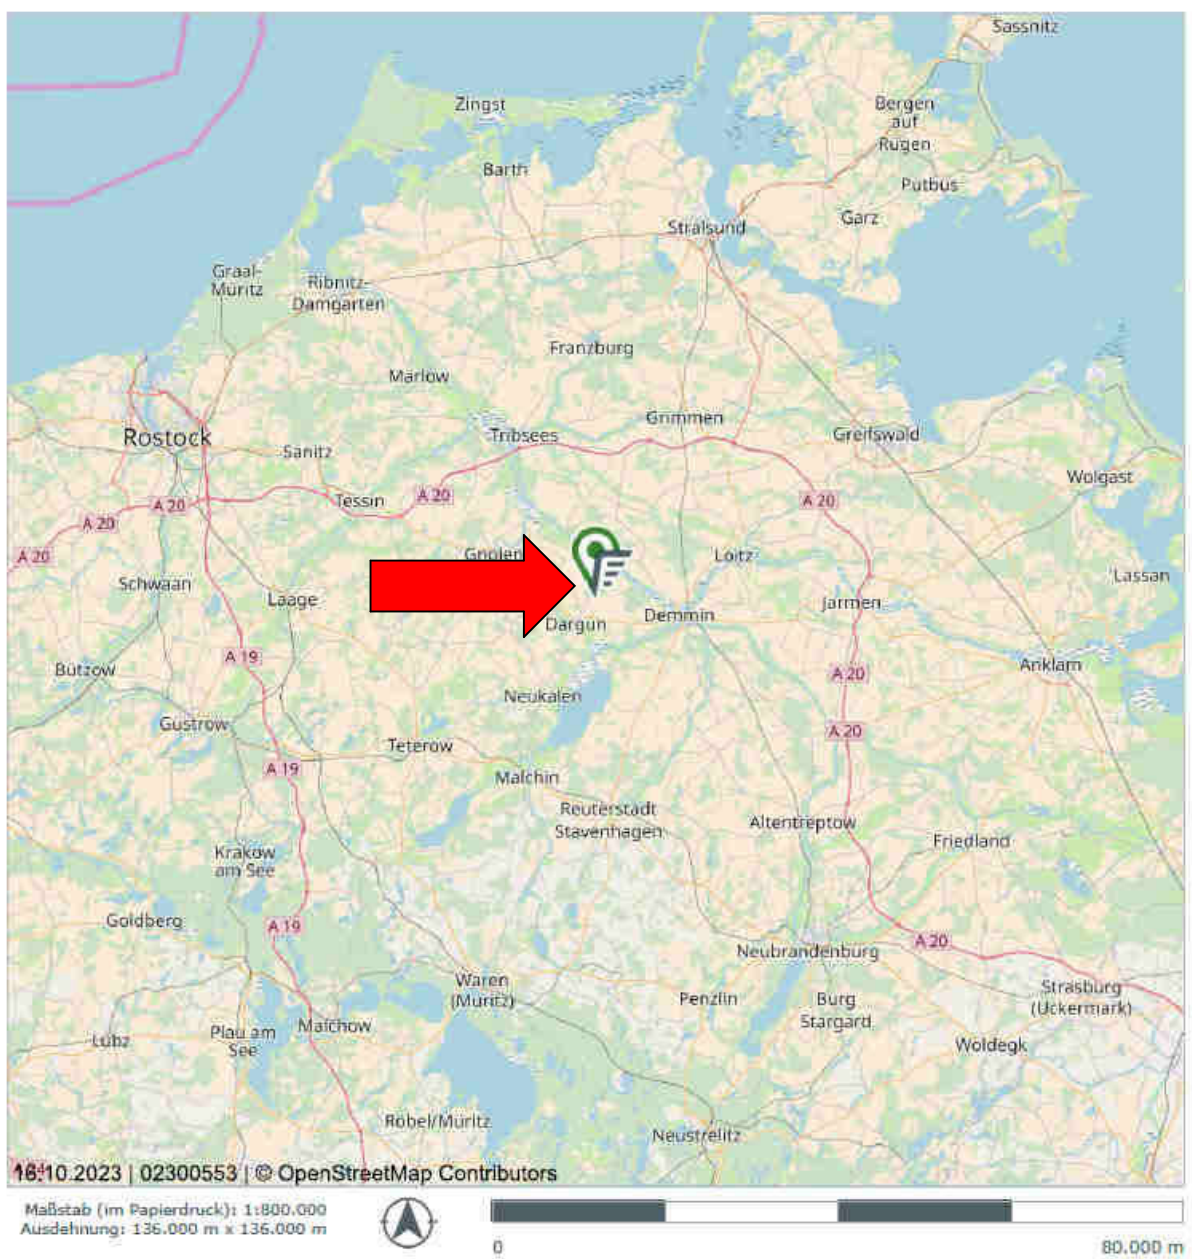 Sassnitz
Zingst
Bergen
auf
Rügen
Barth
Putbus
Garz
Stralsund
Graal-
Müritz
Ribnitz-
Damgarten
Franzburg
Marlow
Grimmen
Rostock
Tribsees
Greifswald
Sanitz
Wolgast
Tessin
A 20
A 20
A 20
A 20
A 20
Gnoien
Loitz
Schwaan
Lassan
Laage
Jarmen
Demmin
Dargun
A 19
Bützow
Anklam
A 20
Neukalen
Güstrow
A 20
Teterow
A 19
Malchin
Reuterstadt
Stavenhagen
Altentreptow
Friedland
Krakow
am See
Goldberg
A 19
A 20
Neubrandenburg
Waren
(Müritz)
Penzlin
Burg
Stargard
Strasburg
(Uckermark)
Malchow
Plau am
See
Lübz
Woldegk
Röbel/Müritz
Neustrelitz
16.10.2023 | 02300553 | © OpenStreetMap Contributors
Maßstab (im Papierdruck): 1:800.000
Ausdehnung: 136.000 m x 136.000 m
0
80.000 m